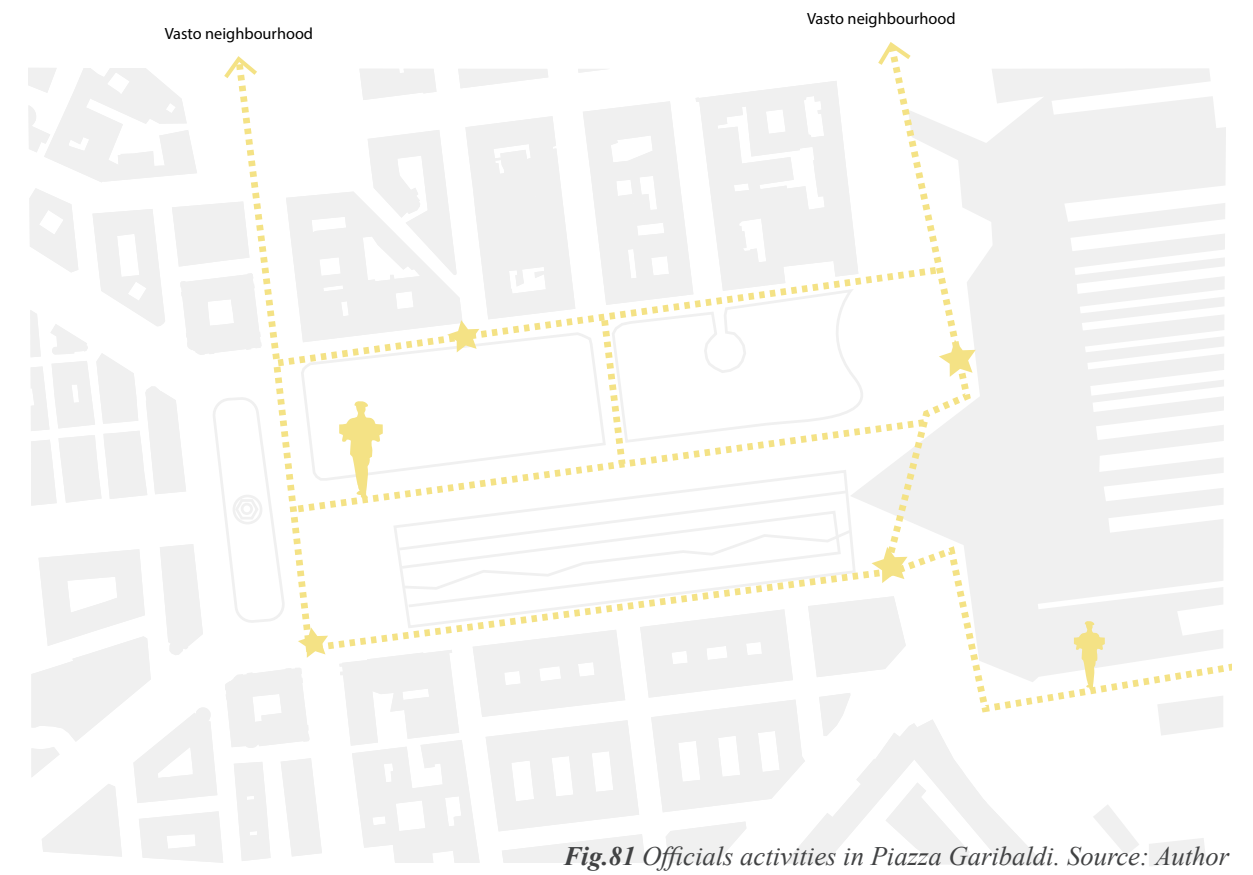 Vasto neighbourhood
Vasto neighbourhood
Fig.81 Officials activities in Piazza Garibaldi. Source: Author